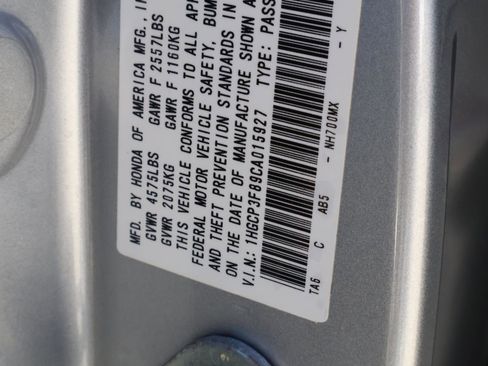 MFD. BY HONDA OF AMERICA MFG., I
GVWR 4575LBS GAWR F 2557LBS
GVWR 2075KG GAWR F 1160KG
THIS VEHICLE CONFORMS TO ALL APP
FEDERAL MOTOR VEHICLE SAFETY, BUM
AND THEFT PREVENTION STANDARDS IN
ON THE DATE OF MANUFACTURE SHOWN A
V.I.N.: 1HGCP3F89CA015927 TYPE: PASS
TA6 C AB5 - NH700MX - Y